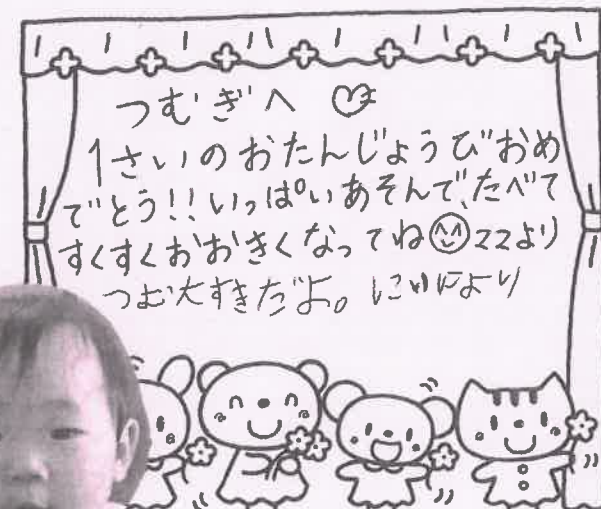 つむぎへ ♡
1さいのおたんじょうびおめ
でとう!!いっぱいあそんで、たべて
すくすくおおきくなってね ママより
つむ大すきだよ。にいにより